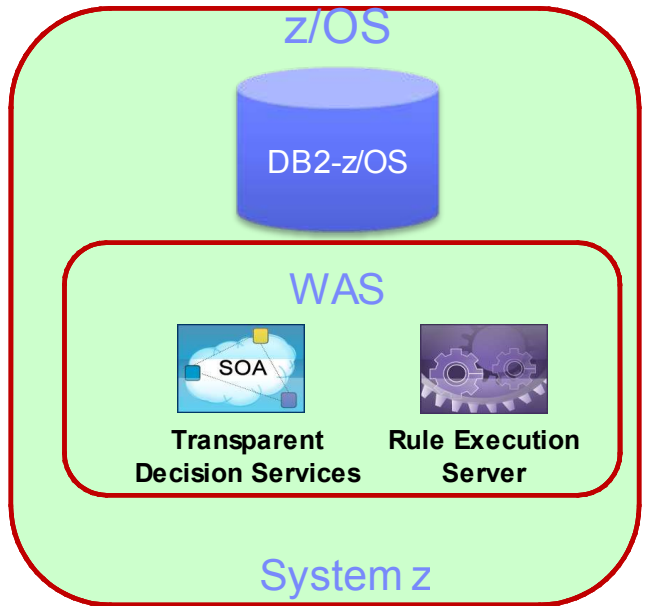 z/OS
DB2-z/OS
WAS
SOA
Transparent
Decision Services
Rule Execution
Server
System z